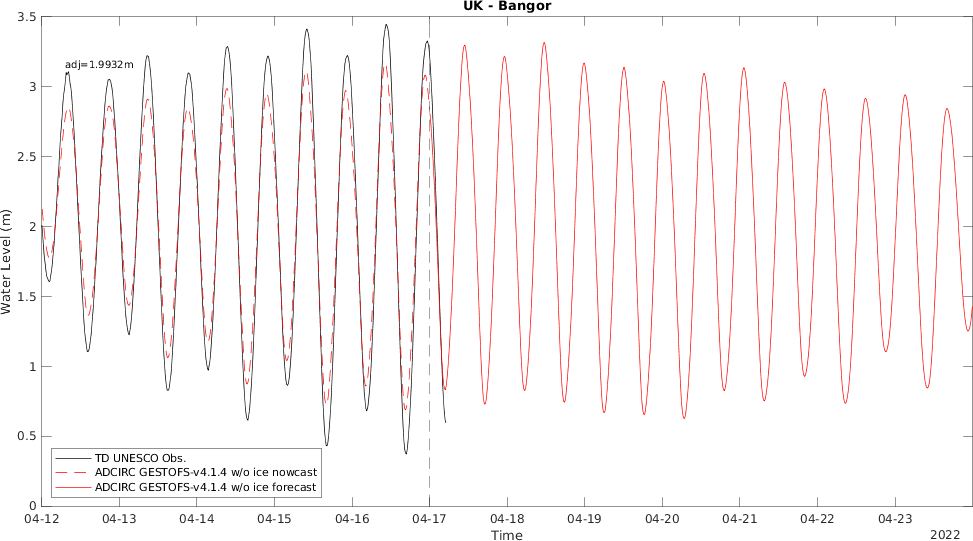 UK - Bangor
3.5
adj=1.9932m
3
2.5
2
1.5
1
0.5
0
Water Level (m)
TD UNESCO Obs.
ADCIRC GESTOFS-v4.1.4 w/o ice nowcast
ADCIRC GESTOFS-v4.1.4 w/o ice forecast
04-12 04-13 04-14 04-15 04-16 04-17 04-18 04-19 04-20 04-21 04-22 04-23
Time
2022